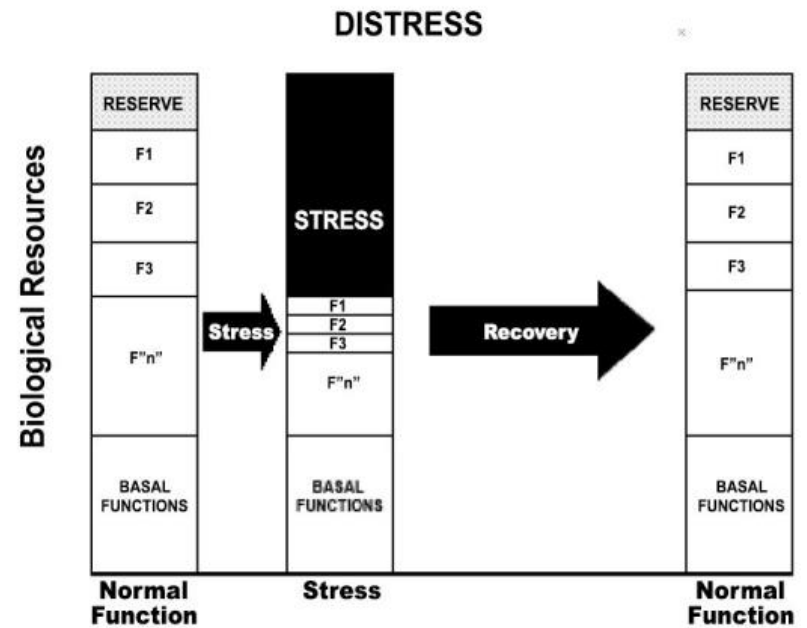 DISTRESS
Biological Resources
RESERVE
F1
F2
F3
F"n"
BASAL
FUNCTIONS
Normal
Function
Stress
STRESS
F1
F2
F3
F"n"
BASAL
FUNCTIONS
Stress
Recovery
RESERVE
F1
F2
F3
F"n"
BASAL
FUNCTIONS
Normal
Function